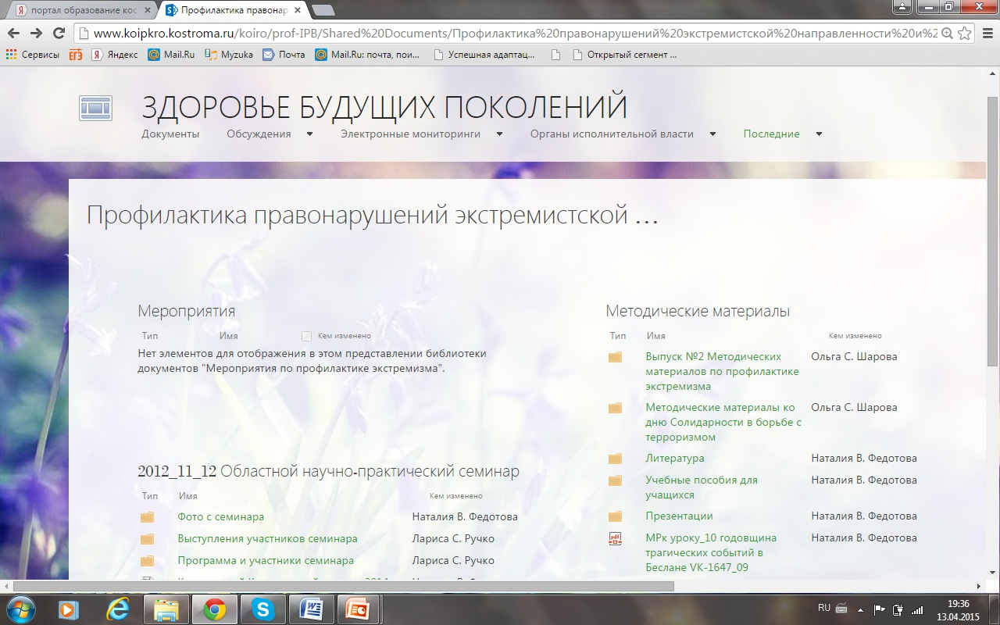 портал образование кос
Профилактика правонар
www.koipkro.kostroma.ru/koiro/prof-IPB/Shared%20Documents/Профилактика%20правонарушений%20экстремистской%20направленности%20и%2
Сервисы
ЕГЭ
Яндекс
Mail.Ru
Myzuka
Почта
Mail.Ru: почта, пои...
Успешная адаптац...
Открытый сегмент ...
ЗДОРОВЬЕ БУДУЩИХ ПОКОЛЕНИЙ
Документы Обсуждения Электронные мониторинги Органы исполнительной власти Последние
Профилактика правонарушений экстремистской ...
Мероприятия
Тип Имя Кем изменено
Нет элементов для отображения в этом представлении библиотеки
документов "Мероприятия по профилактике экстремизма".
2012_11_12 Областной научно-практический семинар
Тип Имя Кем изменено
Фото с семинара Наталия В. Федотова
Выступления участников семинара Лариса С. Ручко
Программа и участники семинара Лариса С. Ручко
Методические материалы
Тип Имя Кем изменено
Выпуск №2 Методических Ольга С. Шарова
материалов по профилактике
экстремизма
Методические материалы ко Ольга С. Шарова
дню Солидарности в борьбе с
терроризмом
Литература Наталия В. Федотова
Учебные пособия для Наталия В. Федотова
учащихся
Презентации Наталия В. Федотова
МРк уроку_10 годовщина Наталия В. Федотова
трагических событий в
Беслане VK-1647_09
RU
19:36
13.04.2015